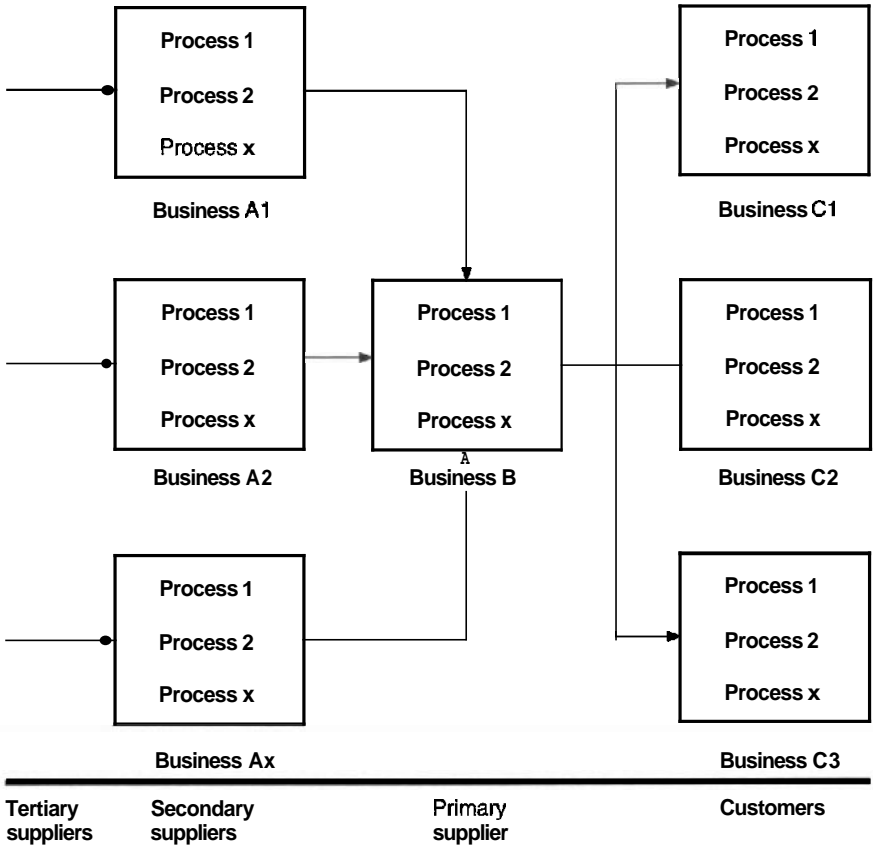 Process 1
Process 2
Process x
Business A1
Process 1
Process 2
Process x
Business C1
Process 1
Process 2
Process x
Business A2
Process 1
Process 2
Process x
A
Business B
Process 1
Process 2
Process x
Business C2
Process 1
Process 2
Process x
Business Ax
Process 1
Process 2
Process x
Business C3
Tertiary
suppliers
Secondary
suppliers
Primary
supplier
Customers